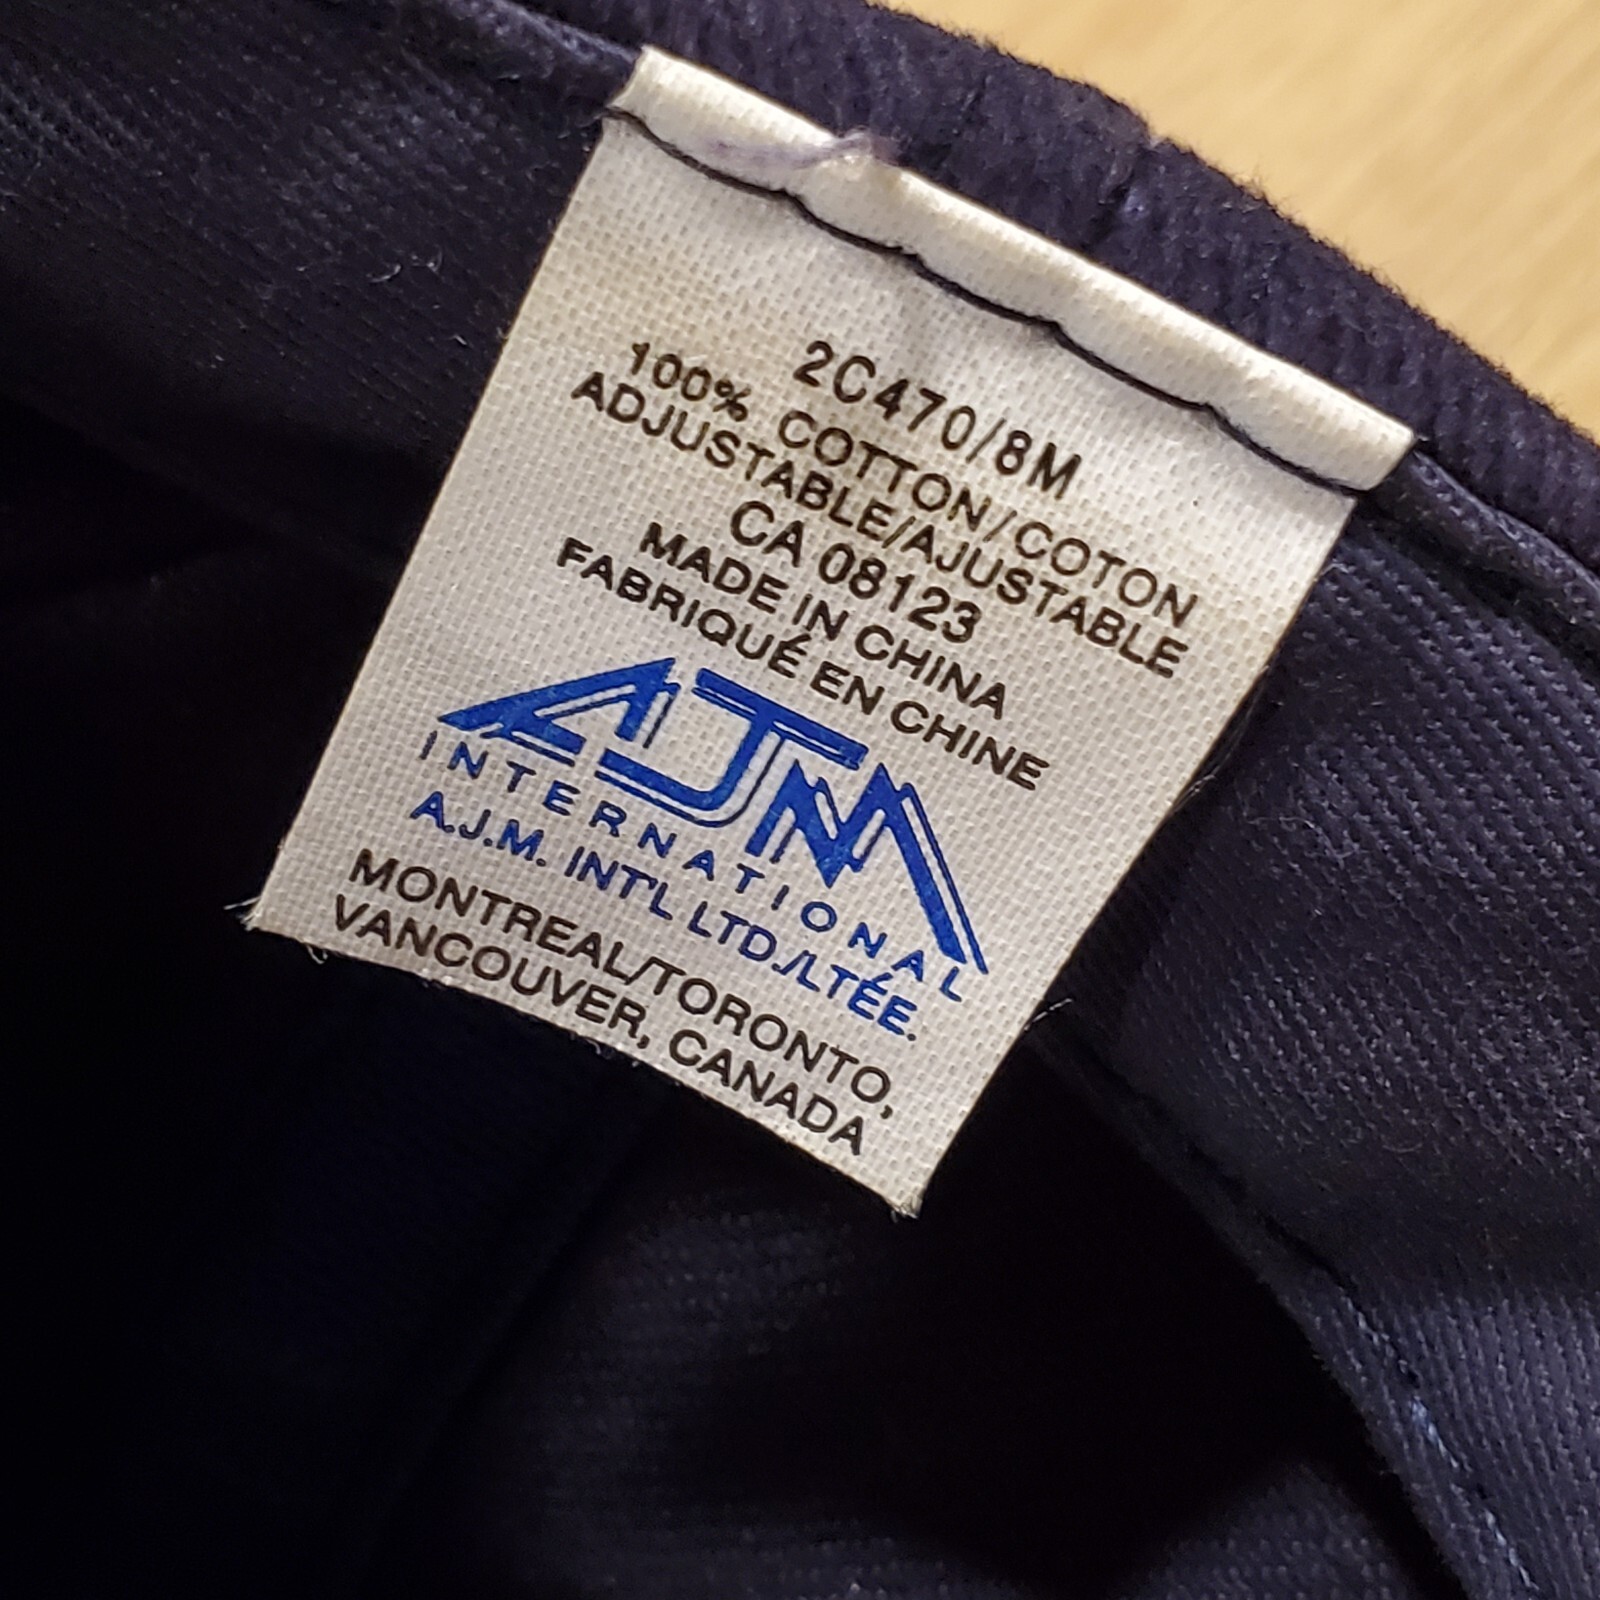 2C470/8M
100% COTTON/COTON
ADJUSTABLE/AJUSTABLE
CA 08123
MADE IN CHINA
FABRIQUÉ EN CHINE
AJM
INTERNATIONAL
A.J.M. INT'L LTD./LTÉE.
MONTREAL/TORONTO,
VANCOUVER, CANADA